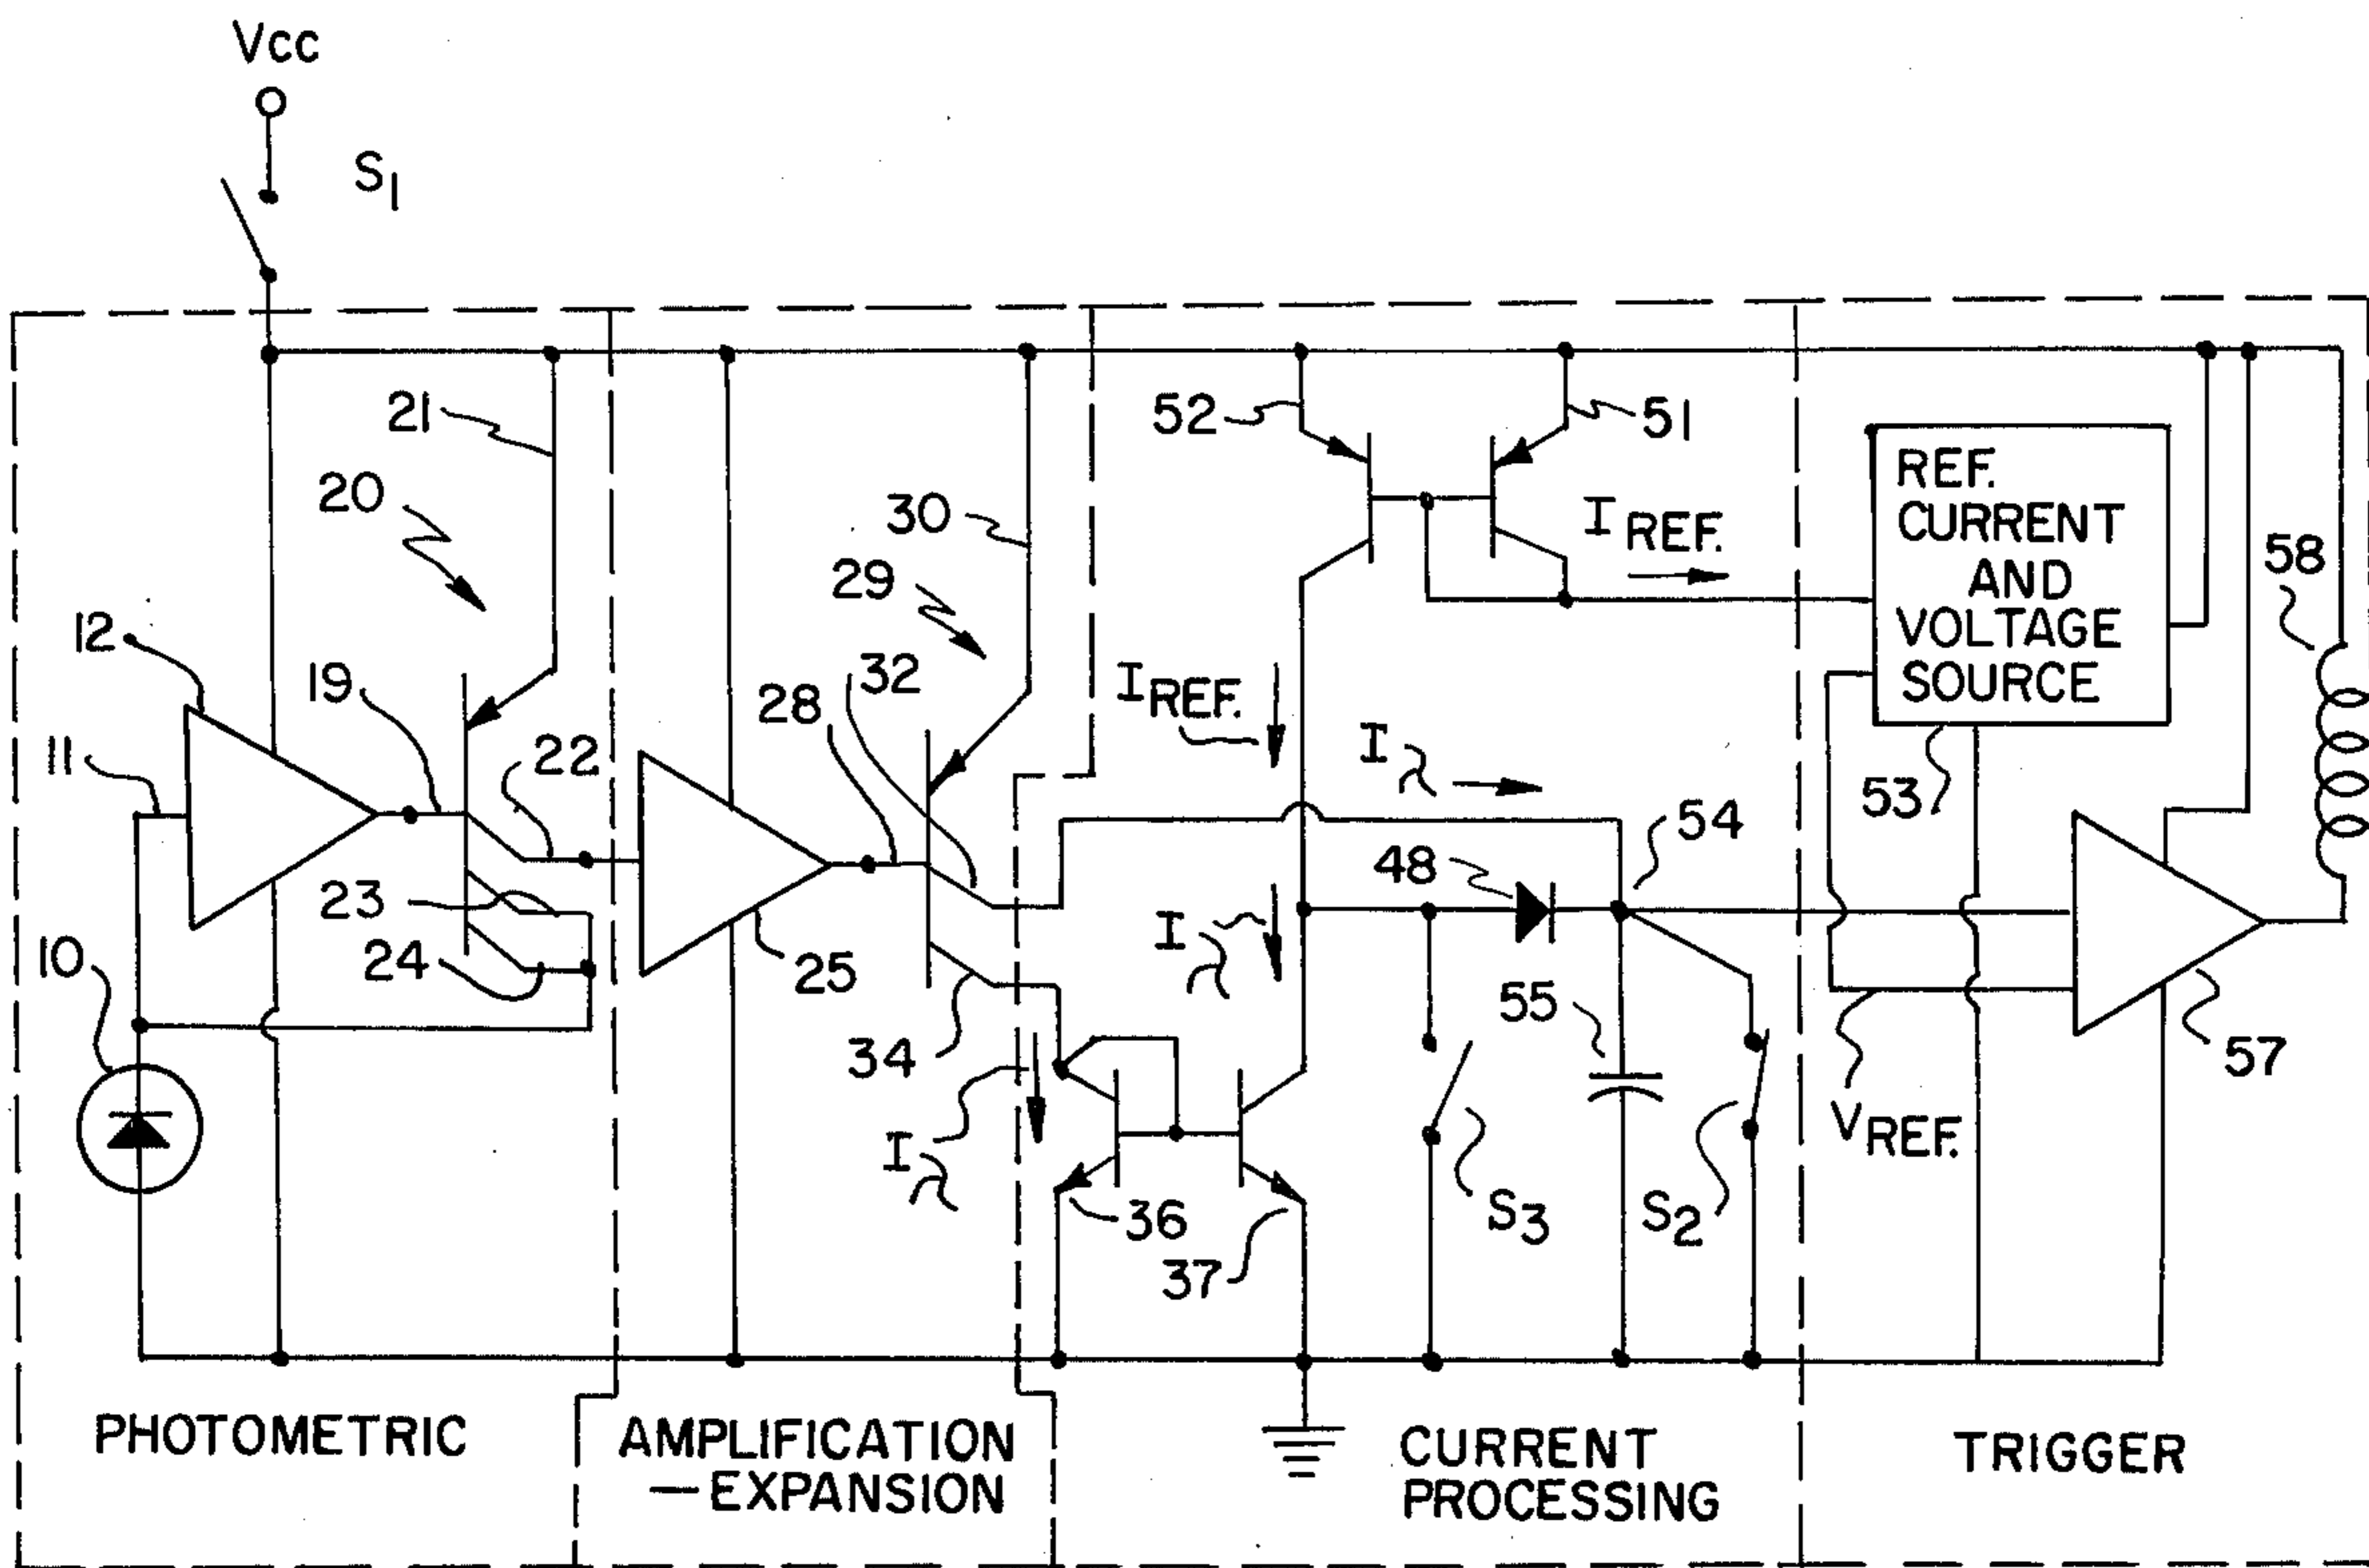 Vcc
S1
21
20
12
19
11
22
23
24
10
30
29
32
28
25
34
I
36
37
52
51
IREF.
IREF.
I
I
48
54
55
S3
S2
REF.
CURRENT
AND
VOLTAGE
SOURCE
53
58
57
VREF.
PHOTOMETRIC
AMPLIFICATION
—EXPANSION
CURRENT
PROCESSING
TRIGGER